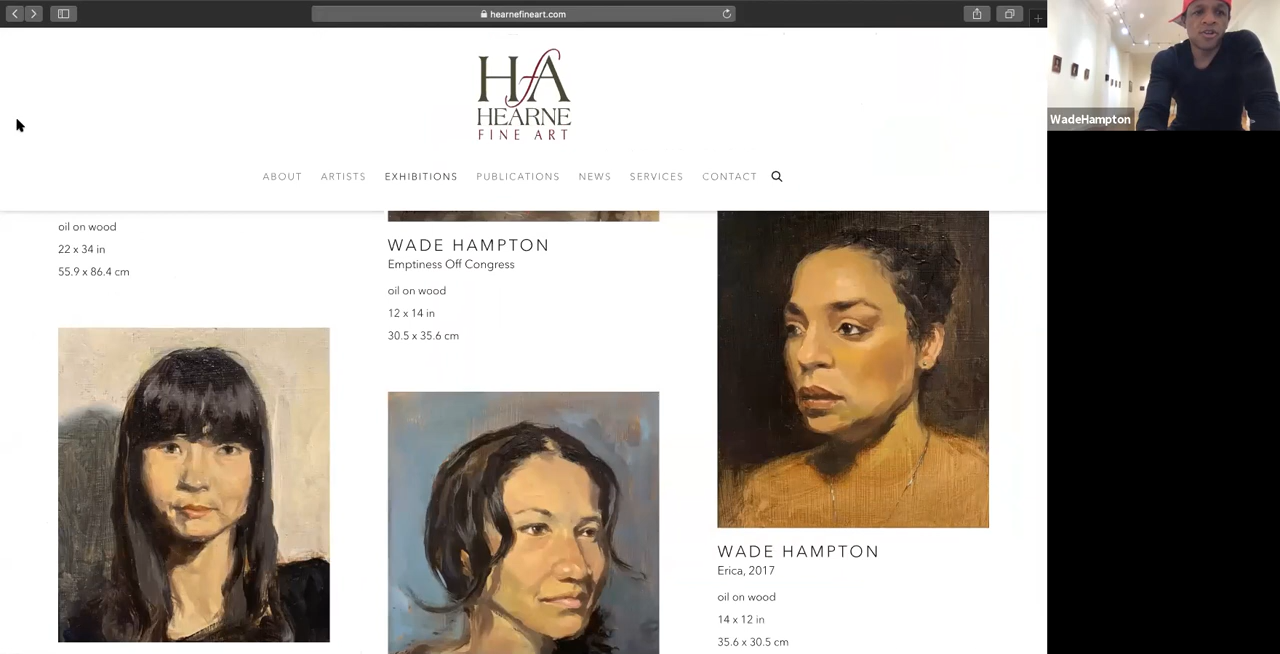 hearnefineart.com
HfA
HEARNE
FINE ART
WadeHampton
ABOUT ARTISTS EXHIBITIONS PUBLICATIONS NEWS SERVICES CONTACT
oil on wood
22 x 34 in
55.9 x 86.4 cm
WADE HAMPTON
Emptiness Off Congress
oil on wood
12 x 14 in
30.5 x 35.6 cm
WADE HAMPTON
Erica, 2017
oil on wood
14 x 12 in
35.6 x 30.5 cm